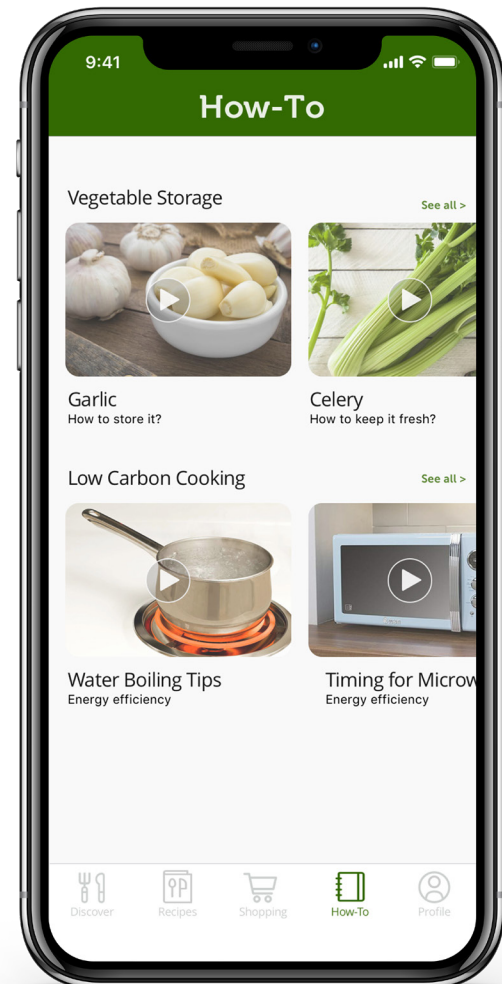 9:41
How-To
Vegetable Storage
See all >
Garlic
How to store it?
Celery
How to keep it fresh?
Low Carbon Cooking
See all >
Water Boiling Tips
Energy efficiency
Timing for Microw
Energy efficiency
Discover
Recipes
Shopping
How-To
Profile